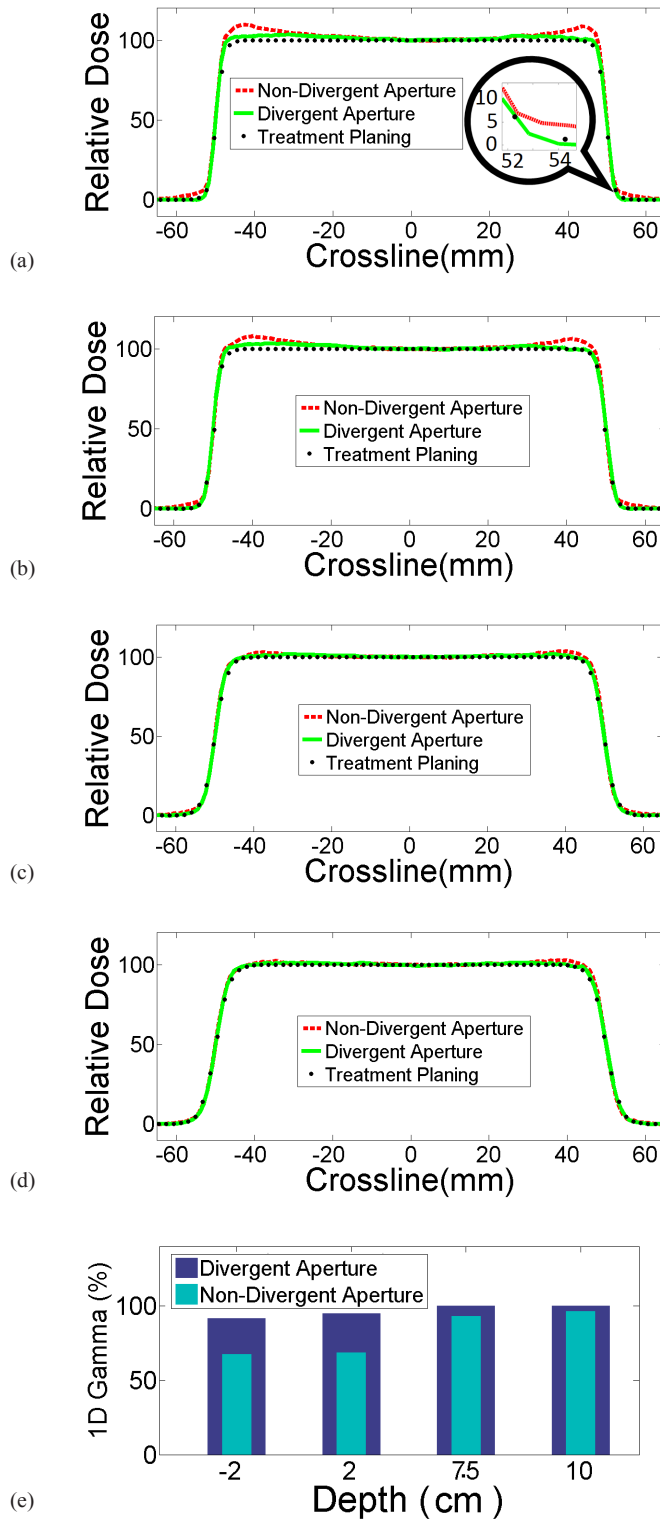 Relative Dose
100
50
0
Non-Divergent Aperture
Divergent Aperture
Treatment Planing
10
5
0
52 54
-60 -40 -20 0 20 40 60
Crossline(mm)
(a)
Relative Dose
100
50
0
Non-Divergent Aperture
Divergent Aperture
Treatment Planing
-60 -40 -20 0 20 40 60
Crossline(mm)
(b)
Relative Dose
100
50
0
Non-Divergent Aperture
Divergent Aperture
Treatment Planing
-60 -40 -20 0 20 40 60
Crossline(mm)
(c)
Relative Dose
100
50
0
Non-Divergent Aperture
Divergent Aperture
Treatment Planing
-60 -40 -20 0 20 40 60
Crossline(mm)
(d)
1D Gamma (%)
Divergent Aperture
Non-Divergent Aperture
100
50
0
-2 2 7.5 10
Depth (cm)
(e)